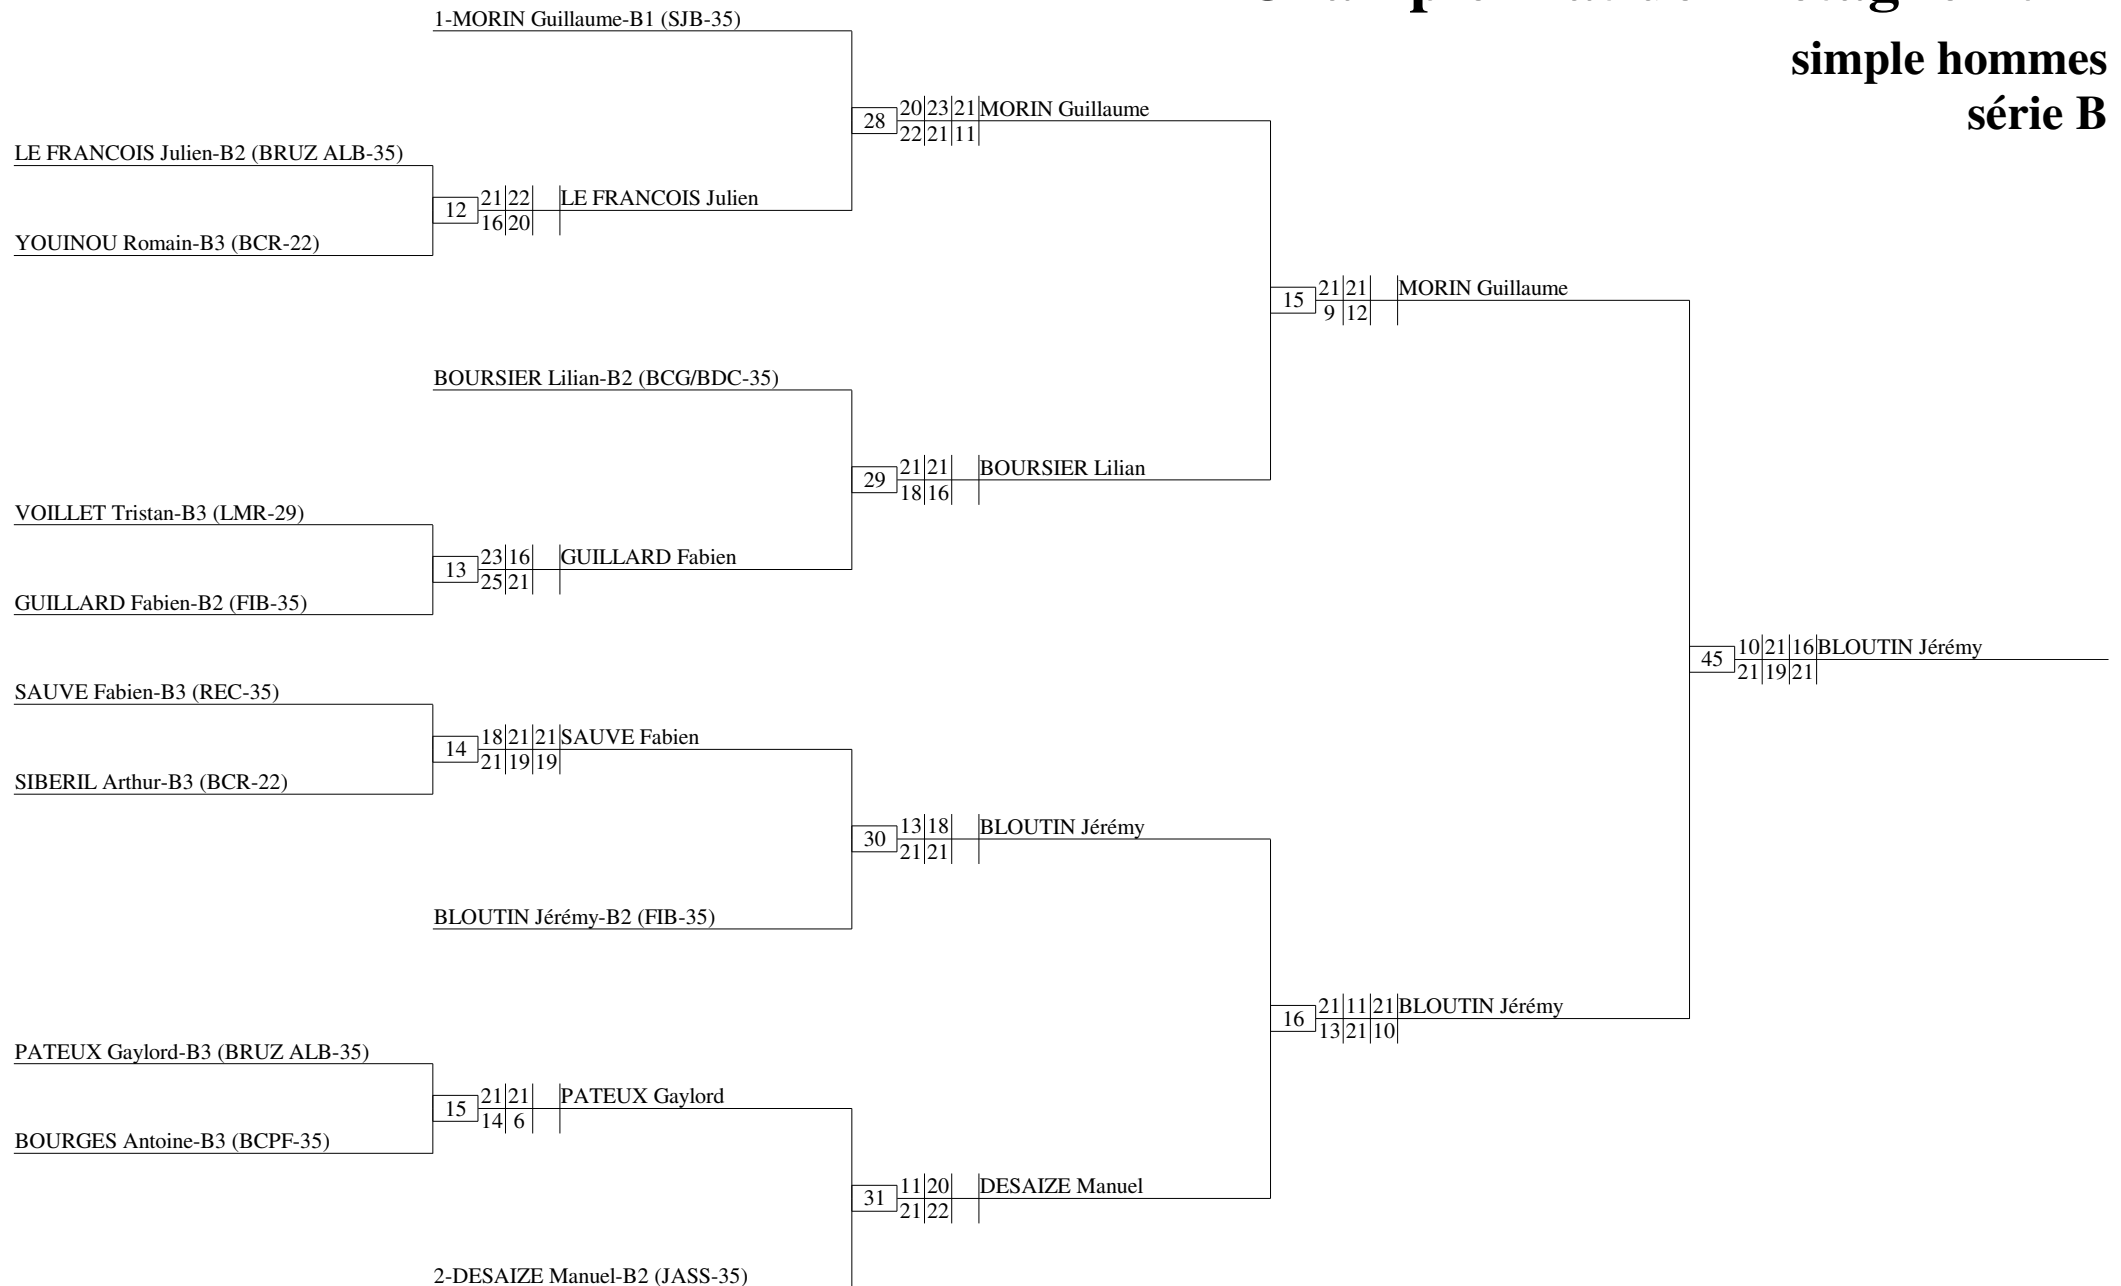 simple hommes
série B
1-MORIN Guillaume-B1 (SJB-35)
28
20 23 21 MORIN Guillaume
22 21 11
LE FRANCOIS Julien-B2 (BRUZ ALB-35)
12
21 22 LE FRANCOIS Julien
16 20
YOUINOU Romain-B3 (BCR-22)
15
21 21 MORIN Guillaume
9 12
BOURSIER Lilian-B2 (BCG/BDC-35)
29
21 21 BOURSIER Lilian
18 16
VOILLET Tristan-B3 (LMR-29)
13
23 16 GUILLARD Fabien
25 21
GUILLARD Fabien-B2 (FIB-35)
45
10 21 16 BLOUTIN Jérémy
21 19 21
SAUVE Fabien-B3 (REC-35)
14
18 21 21 SAUVE Fabien
21 19 19
SIBERIL Arthur-B3 (BCR-22)
30
13 18 BLOUTIN Jérémy
21 21
BLOUTIN Jérémy-B2 (FIB-35)
16
21 11 21 BLOUTIN Jérémy
13 21 10
PATEUX Gaylord-B3 (BRUZ ALB-35)
15
21 21 PATEUX Gaylord
14 6
BOURGES Antoine-B3 (BCPF-35)
31
11 20 DESAIZE Manuel
21 22
2-DESAIZE Manuel-B2 (JASS-35)